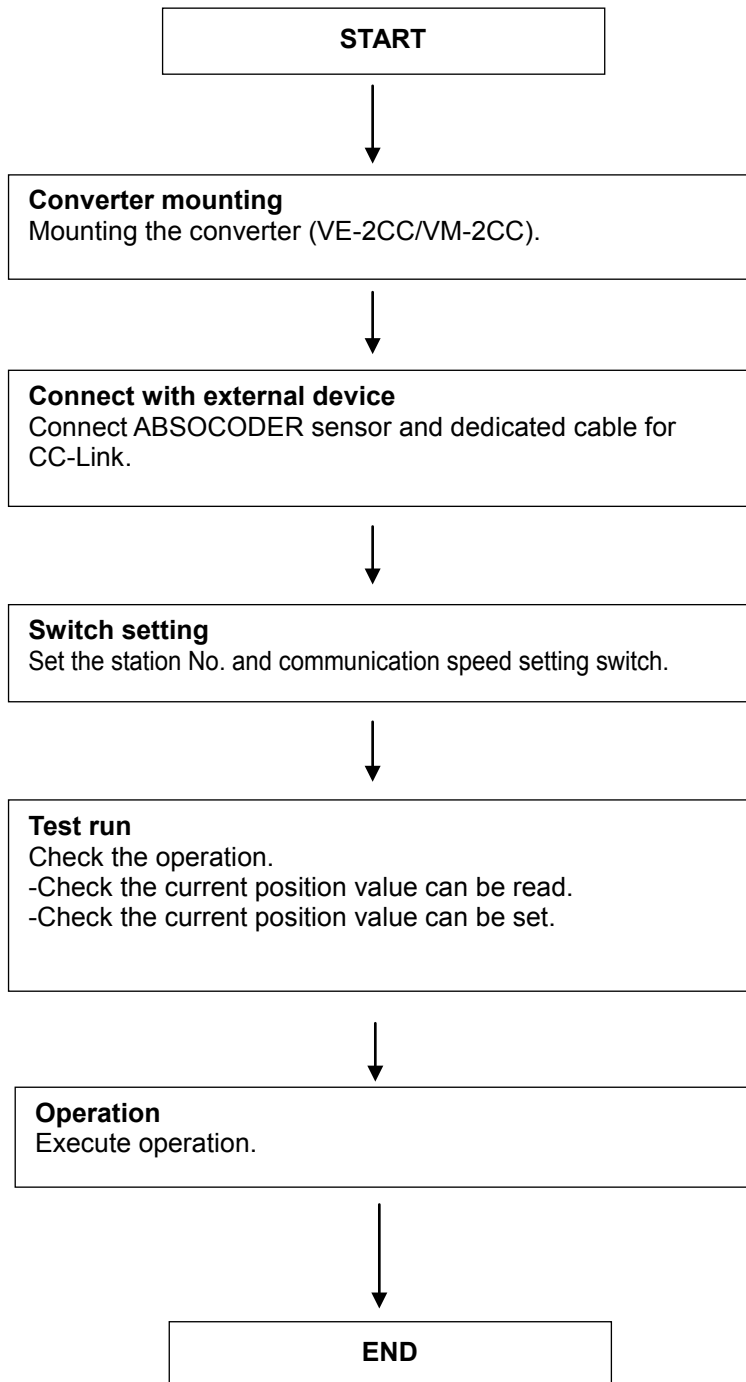 START
Converter mounting
Mounting the converter (VE-2CC/VM-2CC).
Connect with external device
Connect ABSOCODER sensor and dedicated cable for
CC-Link.
Switch setting
Set the station No. and communication speed setting switch.
Test run
Check the operation.
-Check the current position value can be read.
-Check the current position value can be set.
Operation
Execute operation.
END